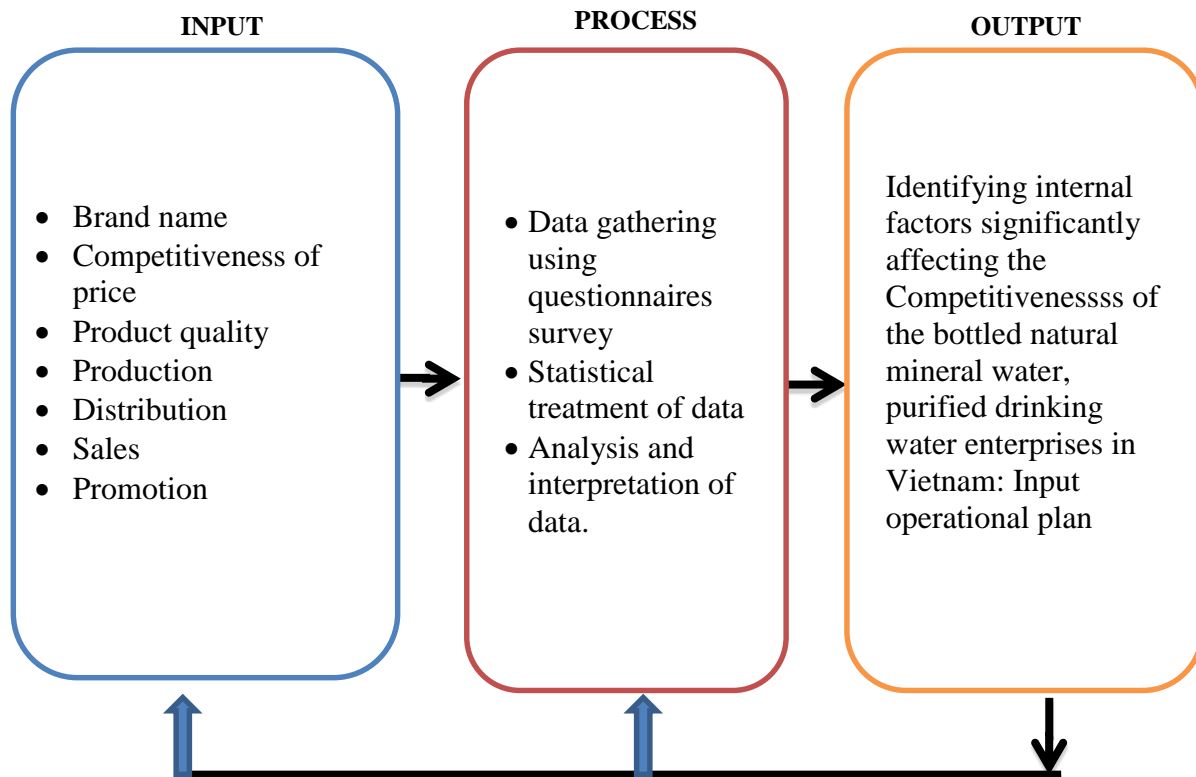 INPUT
PROCESS
OUTPUT
• Brand name
• Competitiveness of
price
• Product quality
• Production
• Distribution
• Sales
• Promotion
• Data gathering
using
questionnaires
survey
• Statistical
treatment of data
• Analysis and
interpretation of
data.
Identifying internal
factors significantly
affecting the
Competitivenessss of
the bottled natural
mineral water,
purified drinking
water enterprises in
Vietnam: Input
operational plan